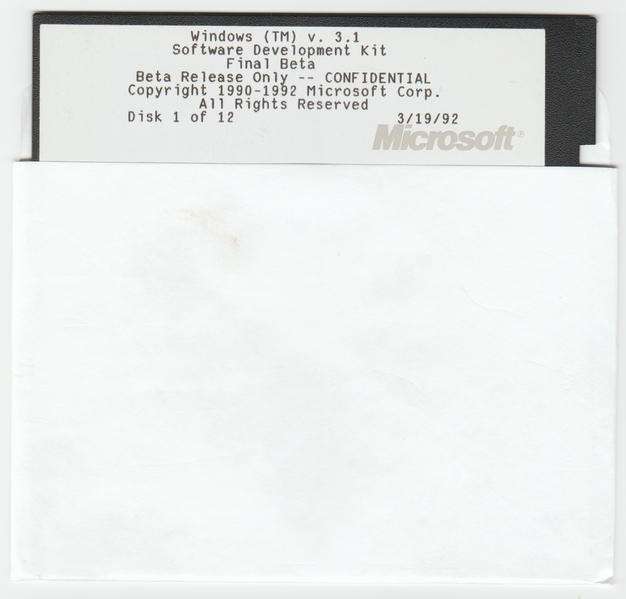 Windows (TM) v. 3.1
Software Development Kit
Final Beta
Beta Release Only -- CONFIDENTIAL
Copyright 1990-1992 Microsoft Corp.
All Rights Reserved
Disk 1 of 12 3/19/92
Microsoft®